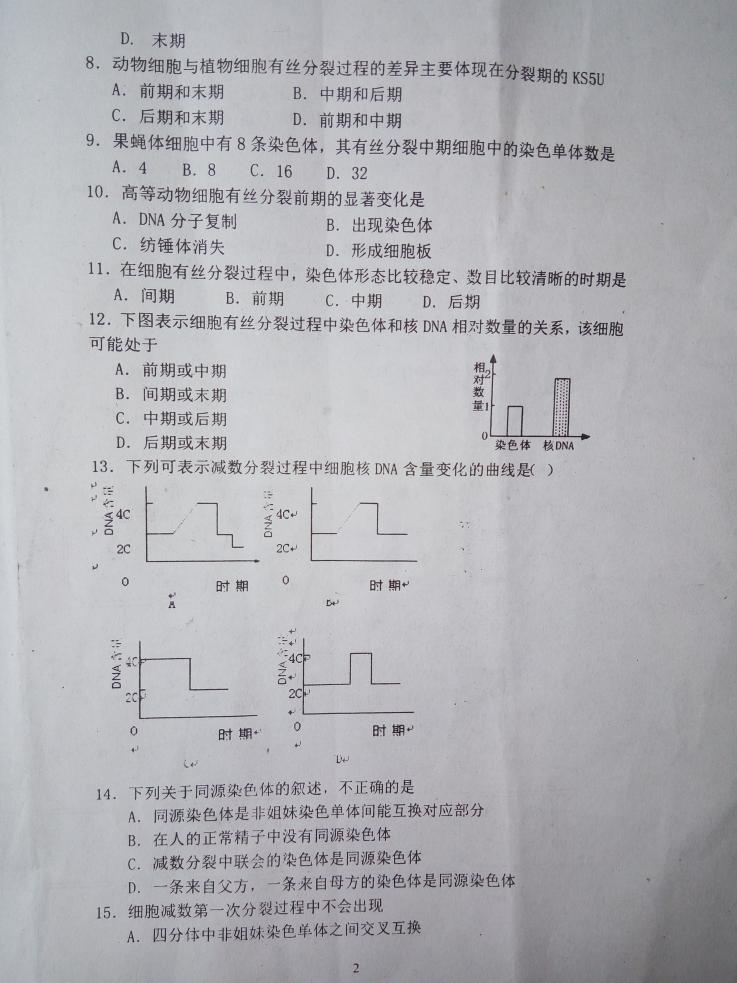 D. 末期
8. 动物细胞与植物细胞有丝分裂过程的差异主要体现在分裂期的 KS5U
A. 前期和末期 B. 中期和后期
C. 后期和末期 D. 前期和中期
9. 果蝇体细胞中有 8 条染色体，其有丝分裂中期细胞中的染色单体数是
A. 4 B. 8 C. 16 D. 32
10. 高等动物细胞有丝分裂前期的显著变化是
A. DNA 分子复制 B. 出现染色体
C. 纺锤体消失 D. 形成细胞板
11. 在细胞有丝分裂过程中，染色体形态比较稳定、数目比较清晰的时期是
A. 间期 B. 前期 C. 中期 D. 后期
12. 下图表示细胞有丝分裂过程中染色体和核 DNA 相对数量的关系，该细胞
可能处于
A. 前期或中期
B. 间期或末期
C. 中期或后期
D. 后期或末期
相对数量
2
1
0
染色体 核DNA
13. 下列可表示减数分裂过程中细胞核 DNA 含量变化的曲线是( )
DNA含量
4C
2C
0
时期
A
DNA含量
4C
2C
0
时期
DNA含量
4C
2C
0
时期
C
DNA含量
4C
2C
0
时期
D
14. 下列关于同源染色体的叙述，不正确的是
A. 同源染色体是非姐妹染色单体间能互换对应部分
B. 在人的正常精子中没有同源染色体
C. 减数分裂中联会的染色体是同源染色体
D. 一条来自父方，一条来自母方的染色体是同源染色体
15. 细胞减数第一次分裂过程中不会出现
A. 四分体中非姐妹染色单体之间交叉互换
2